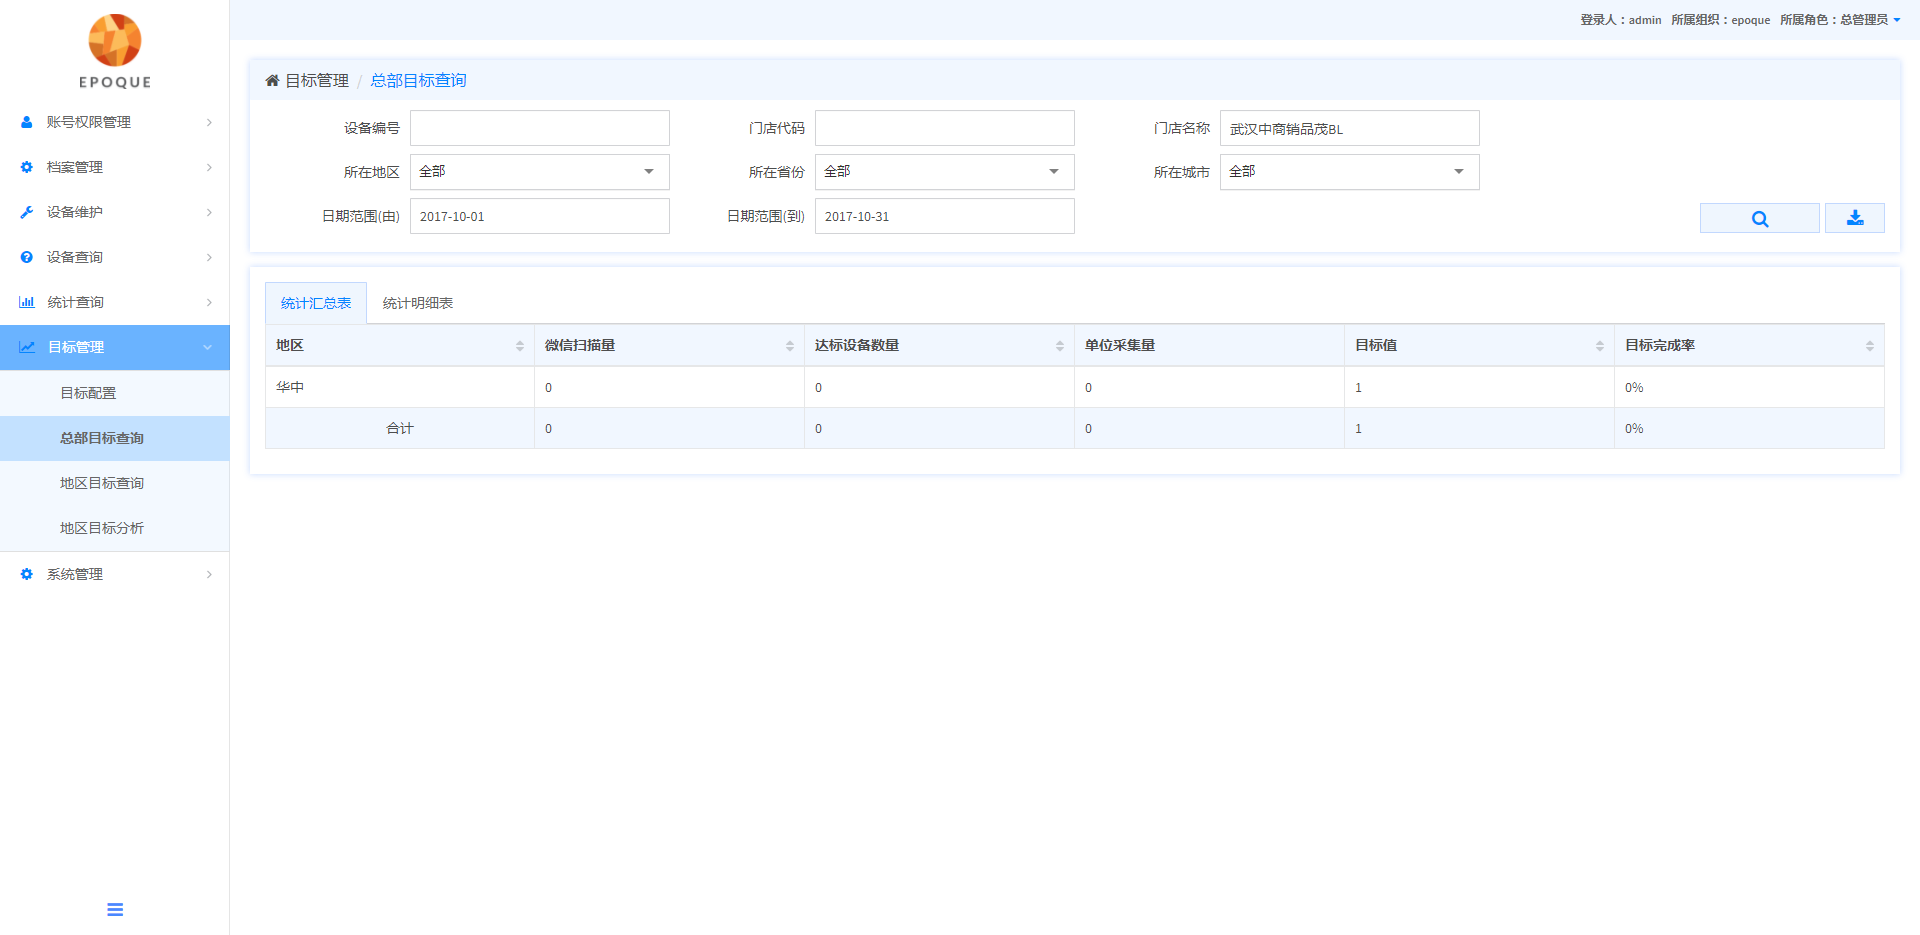 登录人：admin 所属组织：epoque 所属角色：总管理员
EPOQUE
账号权限管理
档案管理
设备维护
设备查询
统计查询
目标管理
目标配置
总部目标查询
地区目标查询
地区目标分析
系统管理
目标管理 / 总部目标查询
设备编号 门店代码 门店名称 武汉中商销品茂BL
所在地区 全部 所在省份 全部 所在城市 全部
日期范围(由) 2017-10-01 日期范围(到) 2017-10-31
统计汇总表 统计明细表
地区 微信扫描量 达标设备数量 单位采集量 目标值 目标完成率
华中 0 0 0 1 0%
合计 0 0 0 1 0%